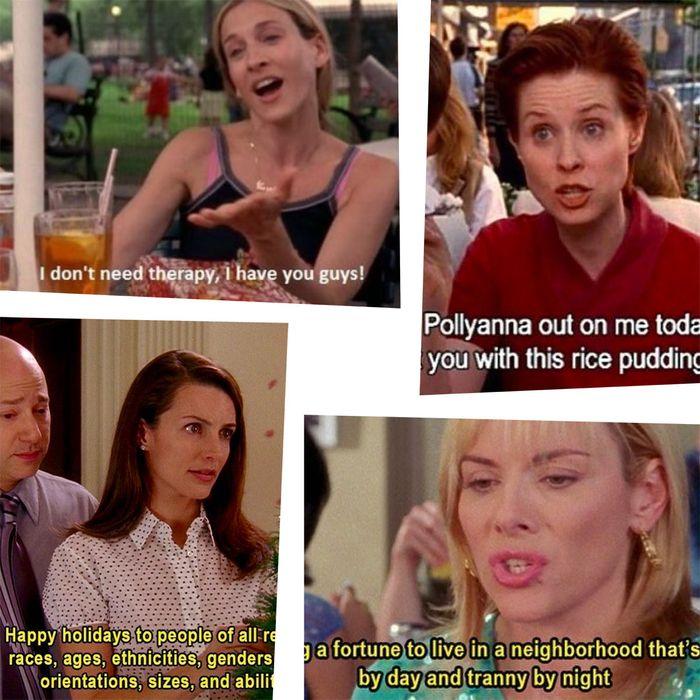 I don't need therapy, I have you guys!
Pollyanna out on me toda
you with this rice pudding
Happy holidays to people of all re
races, ages, ethnicities, genders
orientations, sizes, and abilit
g a fortune to live in a neighborhood that's
by day and tranny by night